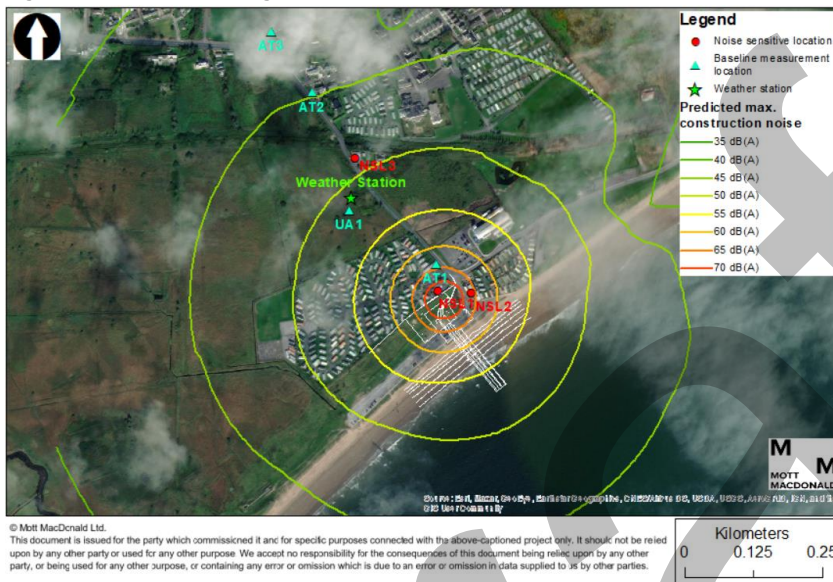 Legend
Noise sensitive location
Baseline measurement
location
Weather station
Predicted max.
construction noise
35 dB(A)
40 dB(A)
45 dB(A)
50 dB(A)
55 dB(A)
60 dB(A)
65 dB(A)
70 dB(A)
AT3
AT2
NSL3
Weather Station
UA1
AT1
NSL2
M
M
MOTT
MACDONALD
© Mott MacDonald Ltd.
This document is issued for the party which commissioned it and for specific purposes connected with the above-captioned project only. It should not be relied
upon by any other party or used for any other purpose. We accept no responsibility for the consequences of this document being relied upon by any other
party, or being used for any other purpose, or containing any error or omission which is due to an error or omission in data supplied to us by other parties.
Kilometers
0 0.125 0.25